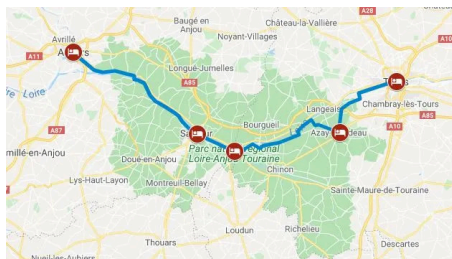 A28
Baugé en
Anjou
Château-la-Vallière
Avrillé
Noyant-Villages
A10
A11
Longué-Jumelles
A85
Loire
Langeais
Chambray-lès-Tours
A87
Bourgueil
A10
A85
Parc
régional
Loire-Anjou-Touraine
Doué-en-Anjou
Chinon
Lys-Haut-Layon
Montreuil-Bellay
Sainte-Maure-de-Touraine
Thouars
Loudun
Richelieu
Descartes